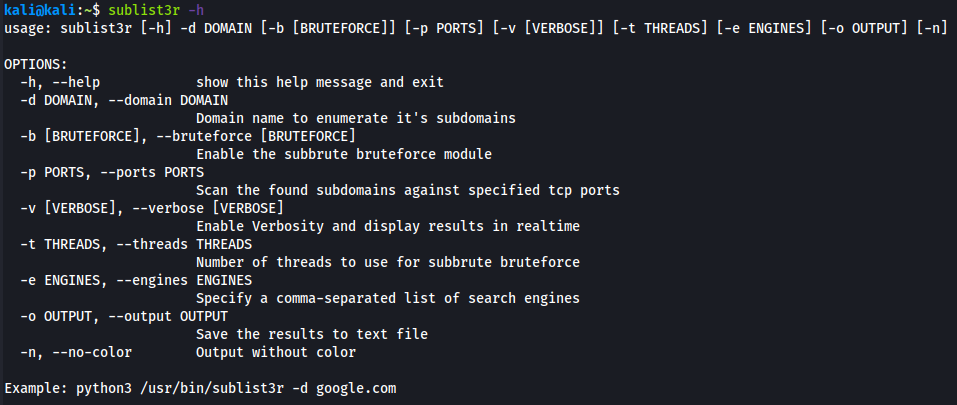 kali@kali:~$ sublist3r -h
usage: sublist3r [-h] -d DOMAIN [-b [BRUTEFORCE]] [-p PORTS] [-v [VERBOSE]] [-t THREADS] [-e ENGINES] [-o OUTPUT] [-n]

OPTIONS:
  -h, --help            show this help message and exit
  -d DOMAIN, --domain DOMAIN
                        Domain name to enumerate it's subdomains
  -b [BRUTEFORCE], --bruteforce [BRUTEFORCE]
                        Enable the subbrute bruteforce module
  -p PORTS, --ports PORTS
                        Scan the found subdomains against specified tcp ports
  -v [VERBOSE], --verbose [VERBOSE]
                        Enable Verbosity and display results in realtime
  -t THREADS, --threads THREADS
                        Number of threads to use for subbrute bruteforce
  -e ENGINES, --engines ENGINES
                        Specify a comma-separated list of search engines
  -o OUTPUT, --output OUTPUT
                        Save the results to text file
  -n, --no-color        Output without color

Example: python3 /usr/bin/sublist3r -d google.com